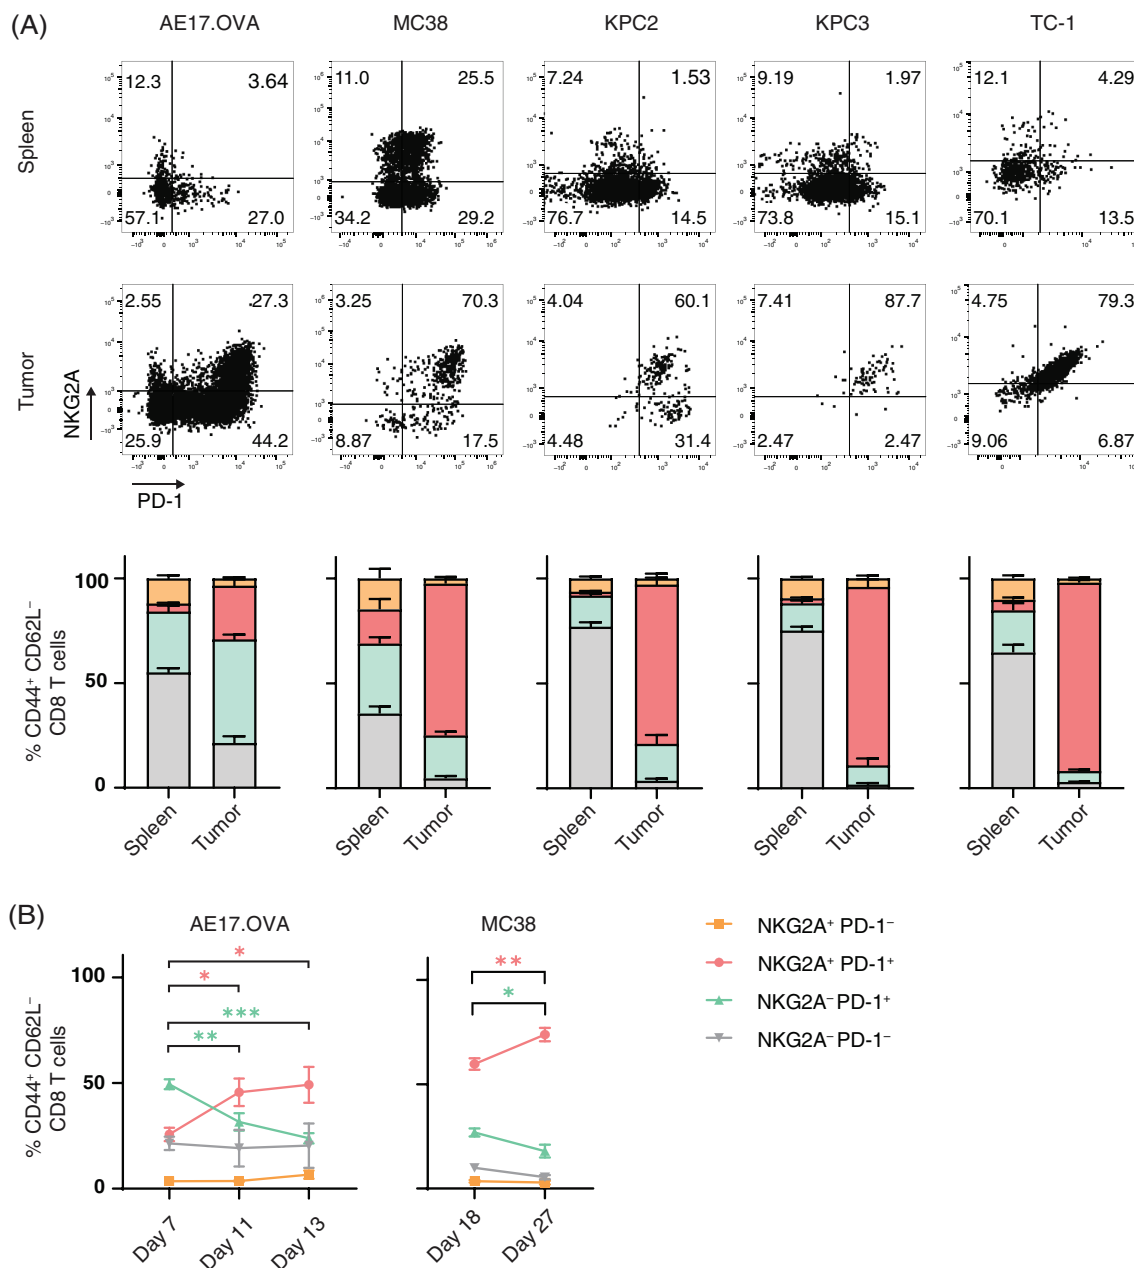 (A)
AE17.OVA MC38 KPC2 KPC3 TC-1
Spleen
12.3 3.64
57.1 27.0
11.0 25.5
34.2 29.2
7.24 1.53
76.7 14.5
9.19 1.97
73.8 15.1
12.1 4.29
70.1 13.5
Tumor
2.55 27.3
25.9 44.2
3.25 70.3
8.87 17.5
4.04 60.1
4.48 31.4
7.41 87.7
2.47 2.47
4.75 79.3
9.06 6.87
NKG2A
PD-1
% CD44⁺ CD62L⁻
CD8 T cells
100
50
0
Spleen Tumor Spleen Tumor Spleen Tumor Spleen Tumor Spleen Tumor
(B)
AE17.OVA MC38
% CD44⁺ CD62L⁻
CD8 T cells
100
50
0
*
*
***
**
**
*
Day 7 Day 11 Day 13 Day 18 Day 27
NKG2A⁺ PD-1⁻
NKG2A⁺ PD-1⁺
NKG2A⁻ PD-1⁺
NKG2A⁻ PD-1⁻